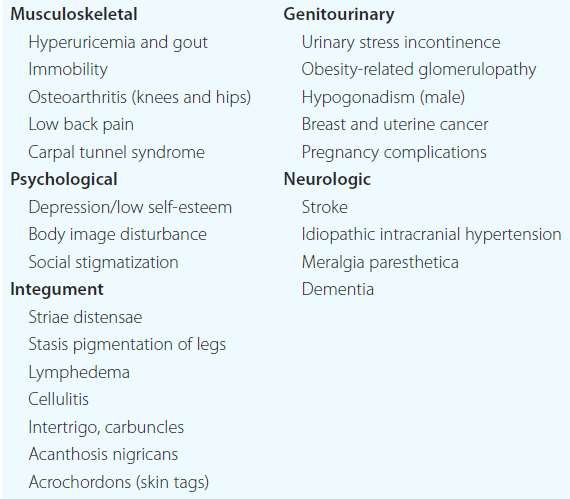 Musculoskeletal
Hyperuricemia and gout
Immobility
Osteoarthritis (knees and hips)
Low back pain
Carpal tunnel syndrome
Psychological
Depression/low self-esteem
Body image disturbance
Social stigmatization
Integument
Striae distensae
Stasis pigmentation of legs
Lymphedema
Cellulitis
Intertrigo, carbuncles
Acanthosis nigricans
Acrochordons (skin tags)
Genitourinary
Urinary stress incontinence
Obesity-related glomerulopathy
Hypogonadism (male)
Breast and uterine cancer
Pregnancy complications
Neurologic
Stroke
Idiopathic intracranial hypertension
Meralgia paresthetica
Dementia